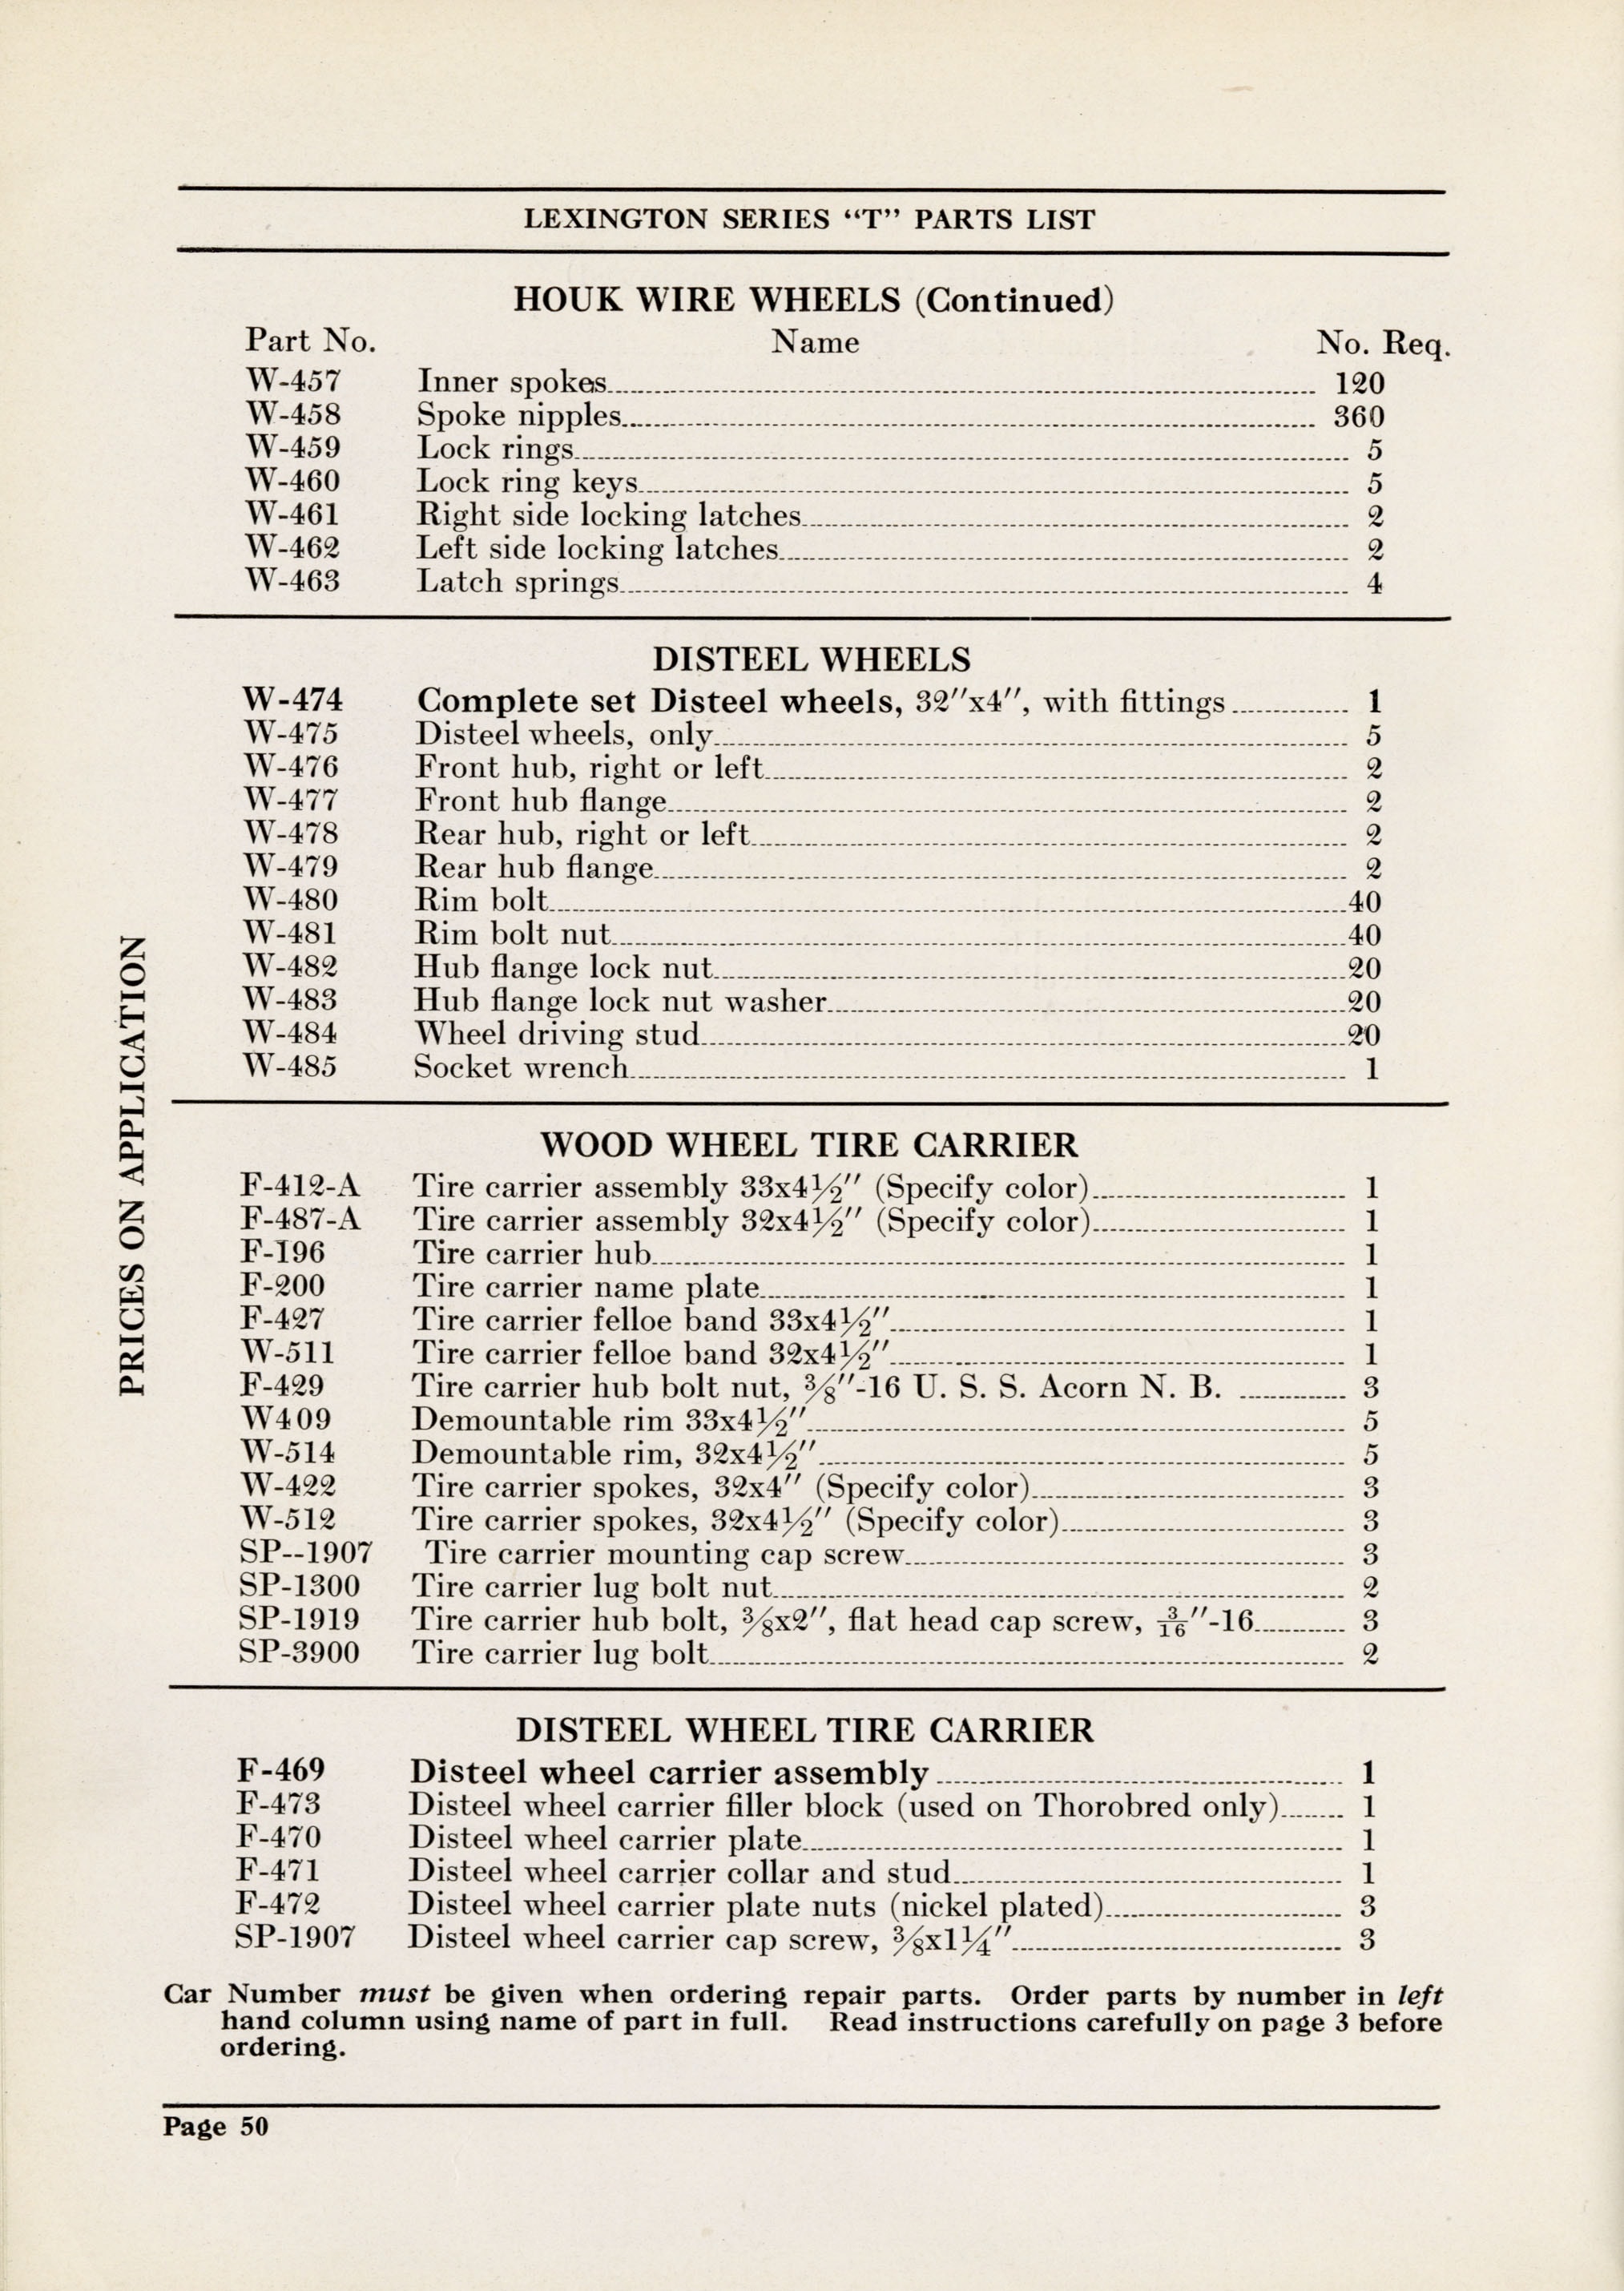 LEXINGTON SERIES “T” PARTS LIST
HOUK WIRE WHEELS (Continued)
Part No. Name No. Req.
W-457 Inner spokes 120
W-458 Spoke nipples 360
W-459 Lock rings 5
W-460 Lock ring keys 5
W-461 Right side locking latches 2
W-462 Left side locking latches 2
W-463 Latch springs 4
DISTEEL WHEELS
W-474 Complete set Disteel wheels, 32″x4″, with fittings 1
W-475 Disteel wheels, only 5
W-476 Front hub, right or left 2
W-477 Front hub flange 2
W-478 Rear hub, right or left 2
W-479 Rear hub flange 2
W-480 Rim bolt 40
W-481 Rim bolt nut 40
W-482 Hub flange lock nut 20
W-483 Hub flange lock nut washer 20
W-484 Wheel driving stud 20
W-485 Socket wrench 1
WOOD WHEEL TIRE CARRIER
F-412-A Tire carrier assembly 33x4½″ (Specify color) 1
F-487-A Tire carrier assembly 32x4½″ (Specify color) 1
F-196 Tire carrier hub 1
F-200 Tire carrier name plate 1
F-427 Tire carrier felloe band 33x4½″ 1
W-511 Tire carrier felloe band 32x4½″ 1
F-429 Tire carrier hub bolt nut, ⅜″-16 U. S. S. Acorn N. B. 3
W409 Demountable rim 33x4½″ 5
W-514 Demountable rim, 32x4½″ 5
W-422 Tire carrier spokes, 32x4″ (Specify color) 3
W-512 Tire carrier spokes, 32x4½″ (Specify color) 3
SP--1907 Tire carrier mounting cap screw 3
SP-1300 Tire carrier lug bolt nut 2
SP-1919 Tire carrier hub bolt, ⅜x2″, flat head cap screw, 3/16″-16 3
SP-3900 Tire carrier lug bolt 2
DISTEEL WHEEL TIRE CARRIER
F-469 Disteel wheel carrier assembly 1
F-473 Disteel wheel carrier filler block (used on Thorobred only) 1
F-470 Disteel wheel carrier plate 1
F-471 Disteel wheel carrier collar and stud 1
F-472 Disteel wheel carrier plate nuts (nickel plated) 3
SP-1907 Disteel wheel carrier cap screw, ⅜x1¼″ 3
Car Number must be given when ordering repair parts. Order parts by number in left
hand column using name of part in full. Read instructions carefully on page 3 before
ordering.
Page 50
PRICES ON APPLICATION